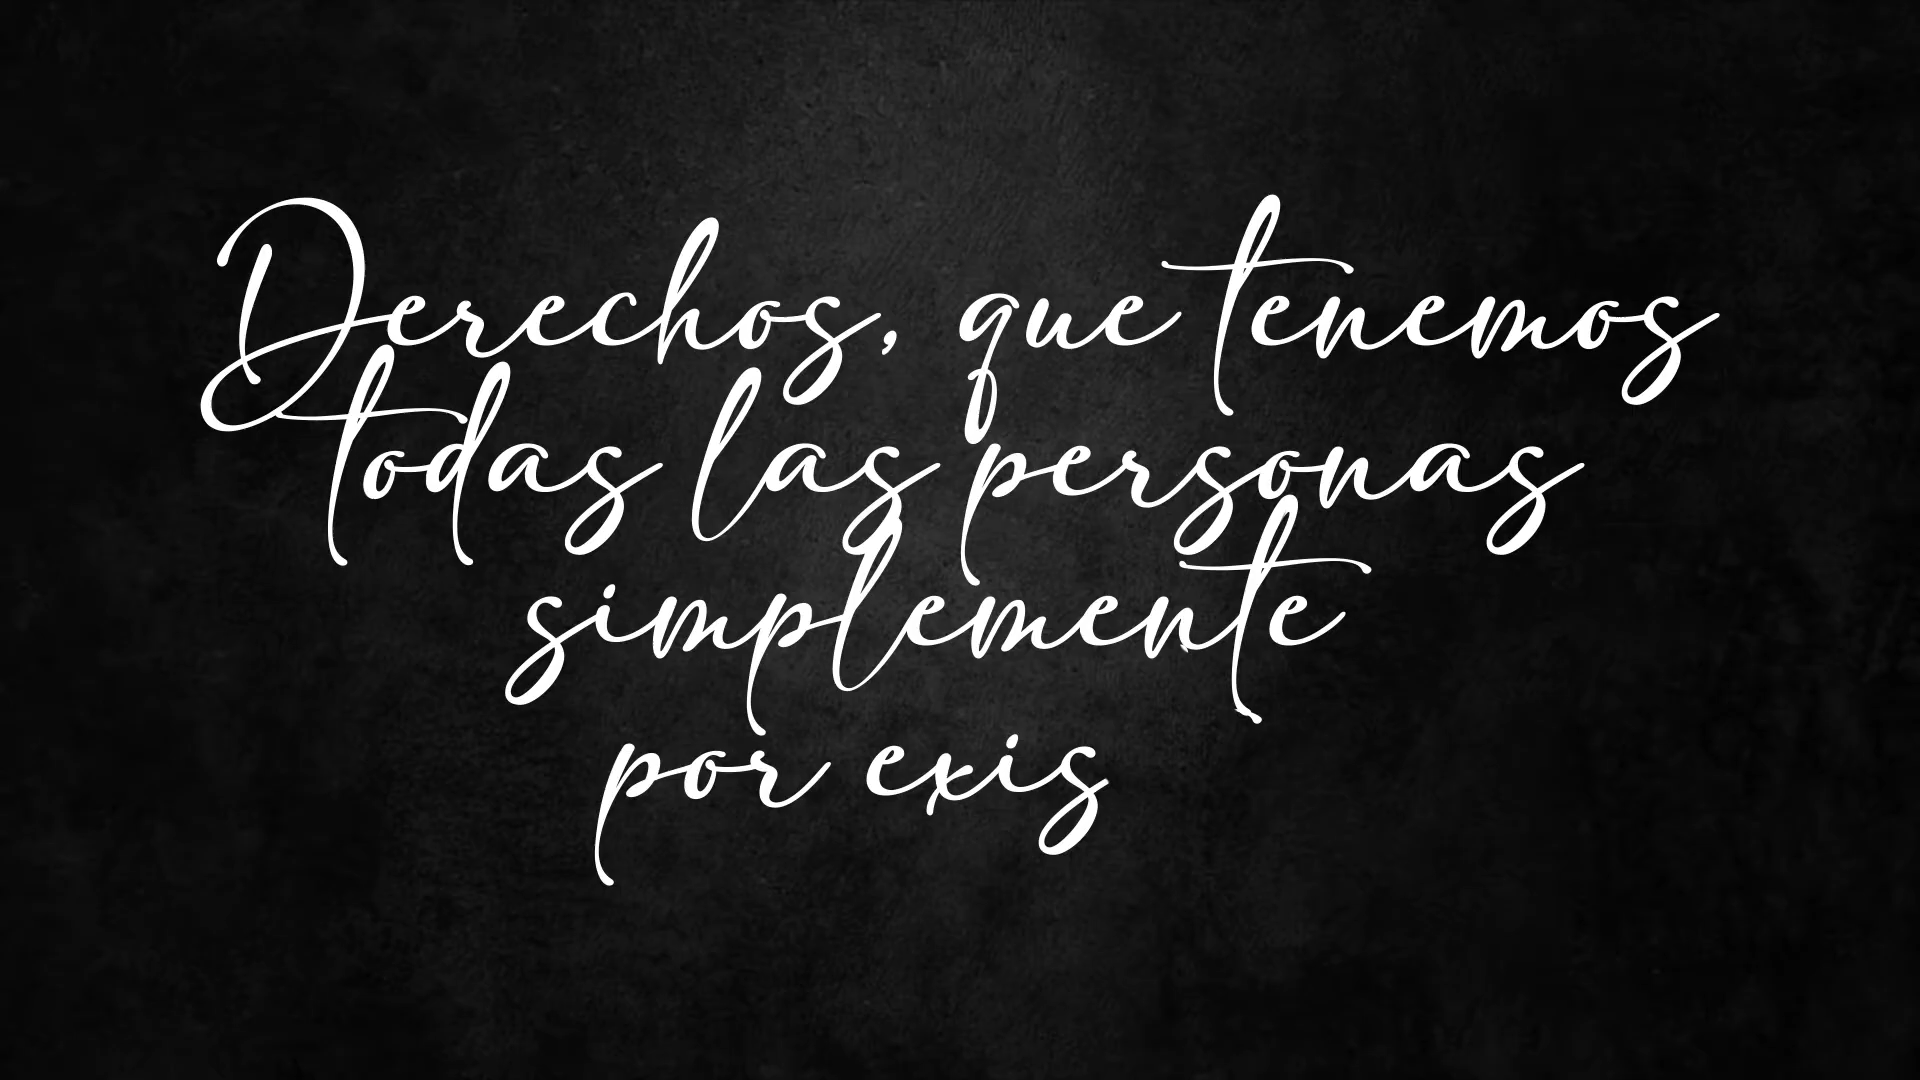 Derechos, que tenemos
todas las personas
simplemente
por exis